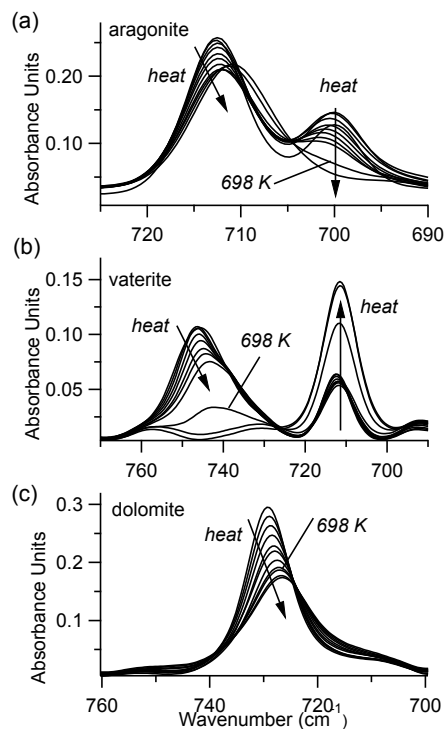 (a)
aragonite
heat
heat
698 K
0.20
0.10
Absorbance Units
720 710 700 690
(b)
vaterite
heat
698 K
heat
0.15
0.10
0.05
Absorbance Units
760 740 720 700
(c)
dolomite
heat
698 K
0.3
0.2
0.1
Absorbance Units
760 740 720 700
Wavenumber (cm-1)